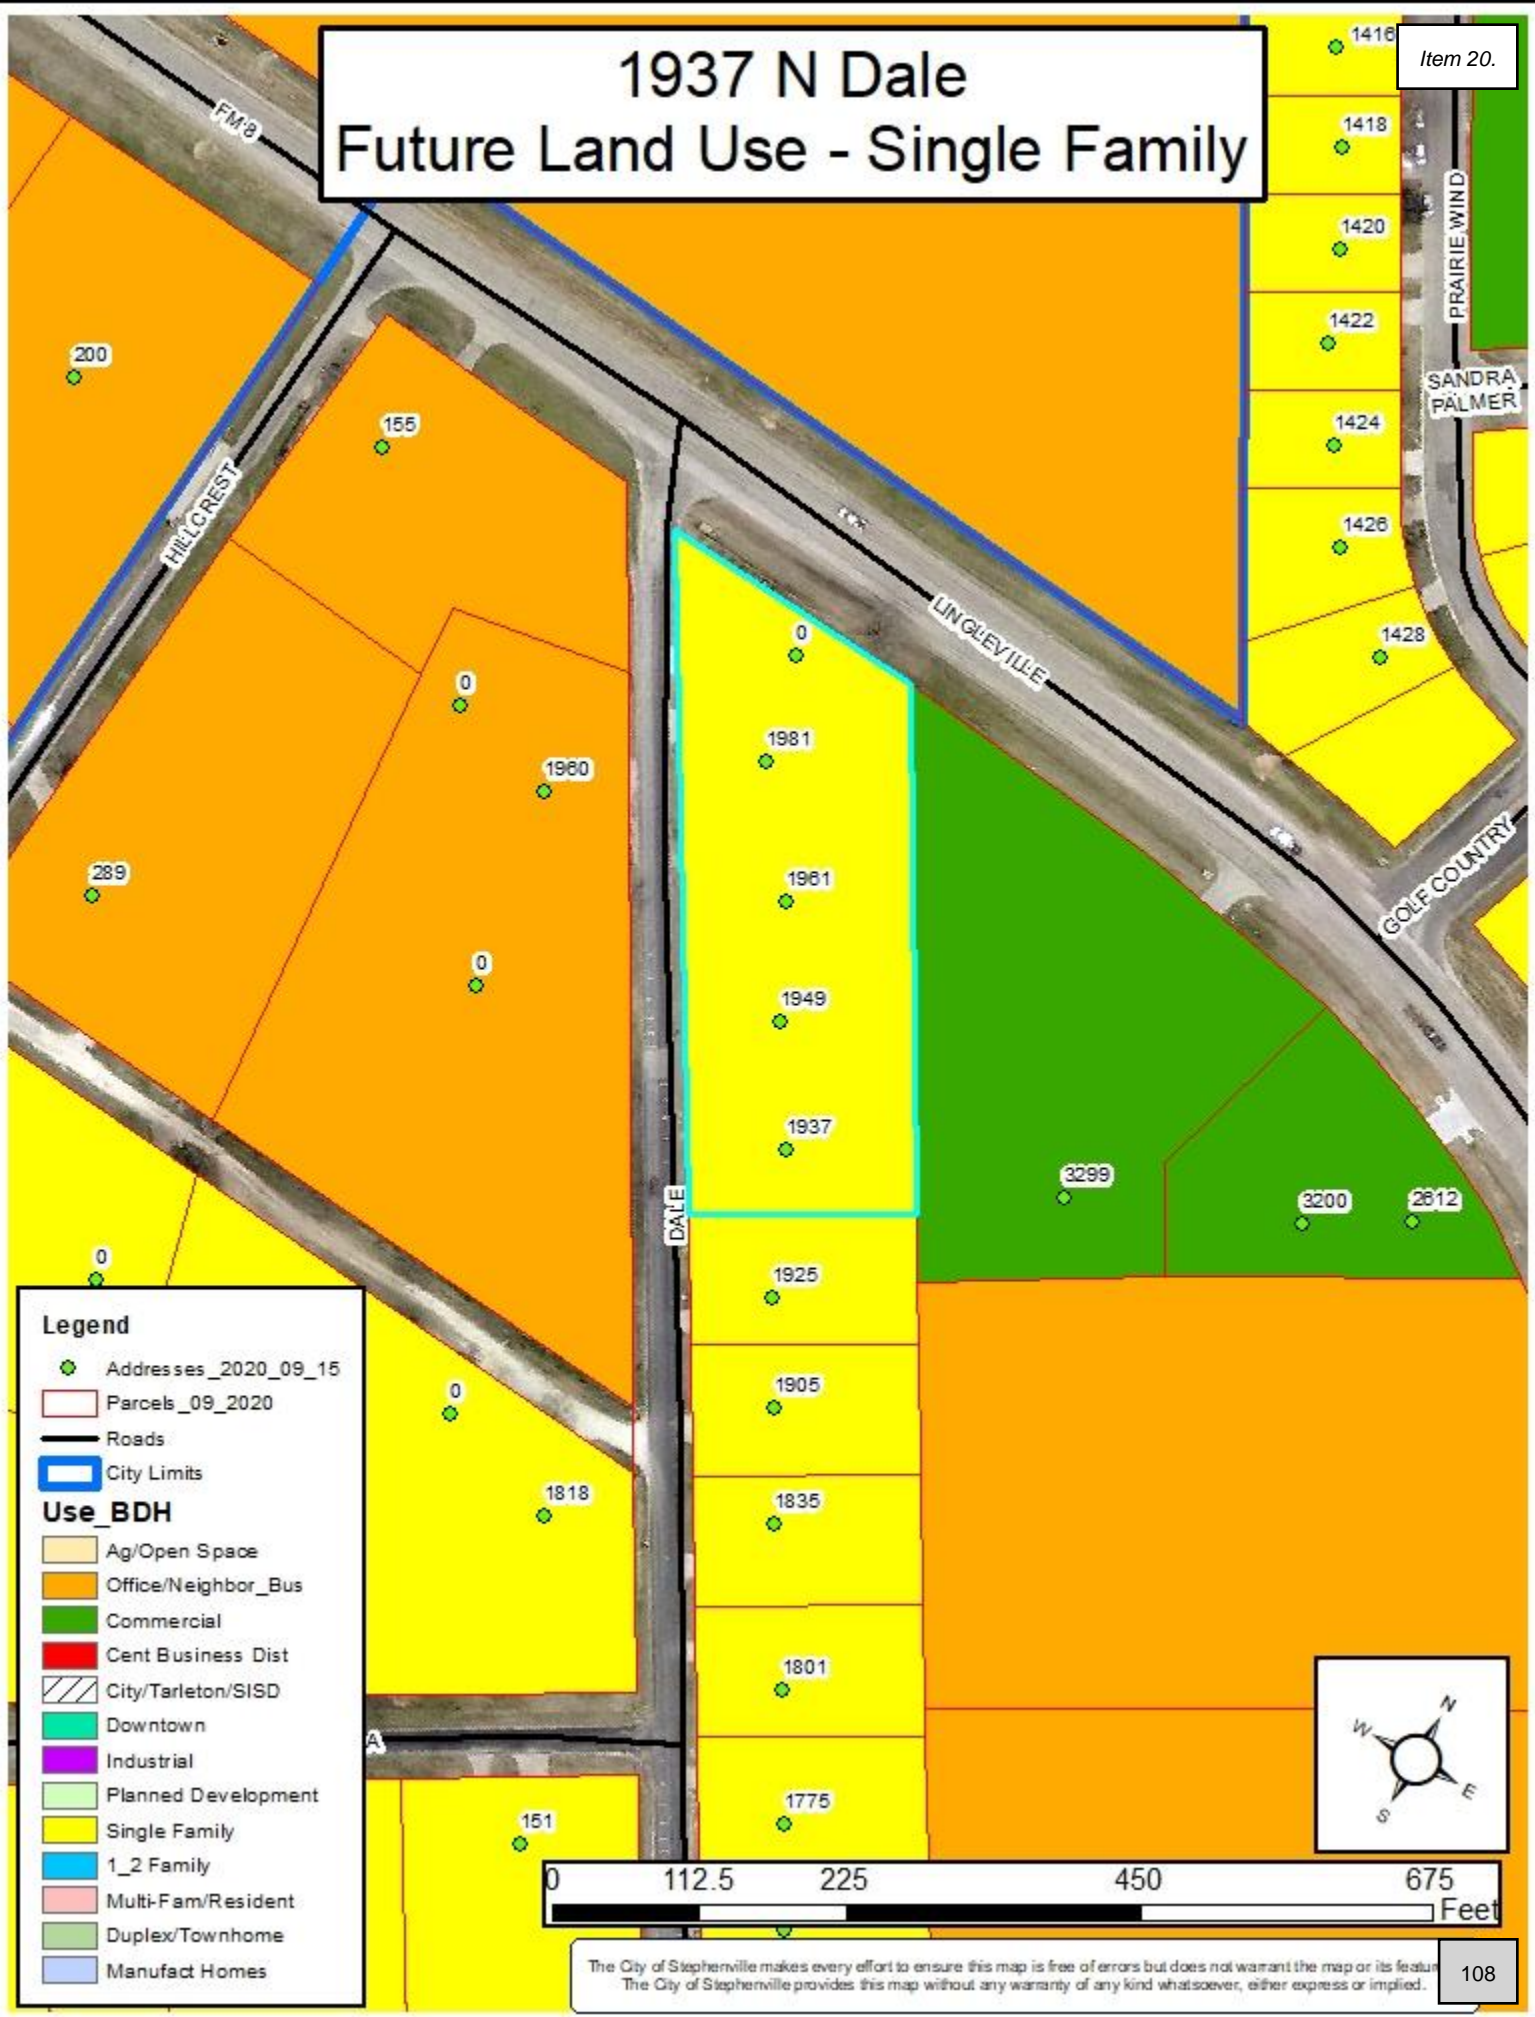 1937 N Dale
Future Land Use - Single Family
Item 20.
FM 8
1416
1418
1420
PRAIRIE WIND
1422
200
SANDRA
PALMER
1424
155
HILLCREST
1426
LINGLEVILLE
0
1428
0
1981
1960
GOLF COUNTRY
289
1961
0
1949
1937
3299
DALE
3200
2612
0
1925
1905
0
1835
1818
1801
A
1775
151
Legend
Addresses_2020_09_15
Parcels_09_2020
Roads
City Limits
Use_BDH
Ag/Open Space
Office/Neighbor_Bus
Commercial
Cent Business Dist
City/Tarleton/SISD
Downtown
Industrial
Planned Development
Single Family
1_2 Family
Multi-Fam/Resident
Duplex/Townhome
Manufact Homes
N
W
E
S
0 112.5 225 450 675
Feet
The City of Stephenville makes every effort to ensure this map is free of errors but does not warrant the map or its featur
The City of Stephenville provides this map without any warranty of any kind whatsoever, either express or implied.
108